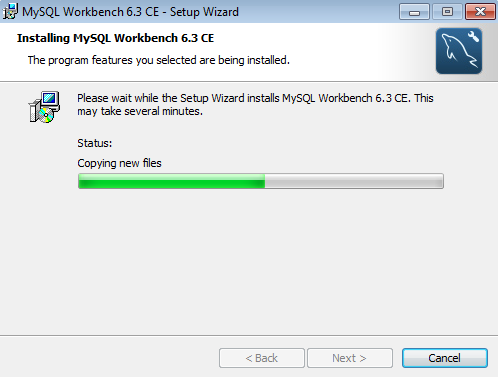 MySQL Workbench 6.3 CE - Setup Wizard
Installing MySQL Workbench 6.3 CE
The program features you selected are being installed.
Please wait while the Setup Wizard installs MySQL Workbench 6.3 CE. This
may take several minutes.
Status:
Copying new files
< Back
Next >
Cancel